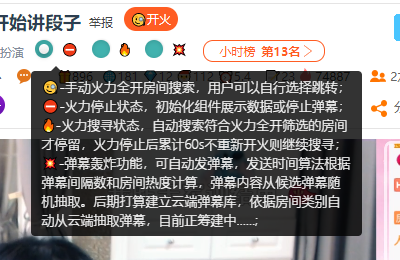 开始讲段子 举报 开火
扮演 小时榜 第13名 >
-手动火力全开房间搜索，用户可以自行选择跳转；
-火力停止状态，初始化组件展示数据或停止弹幕；
-火力搜寻状态，自动搜索符合火力全开筛选的房间
才停留，火力停止后累计60s不重新开火则继续搜寻；
-弹幕轰炸功能，可自动发弹幕，发送时间算法根据
弹幕间隔数和房间热度计算，弹幕内容从候选弹幕随
机抽取。后期打算建立云端弹幕库，依据房间类别自
动从云端抽取弹幕，目前正筹建中......;